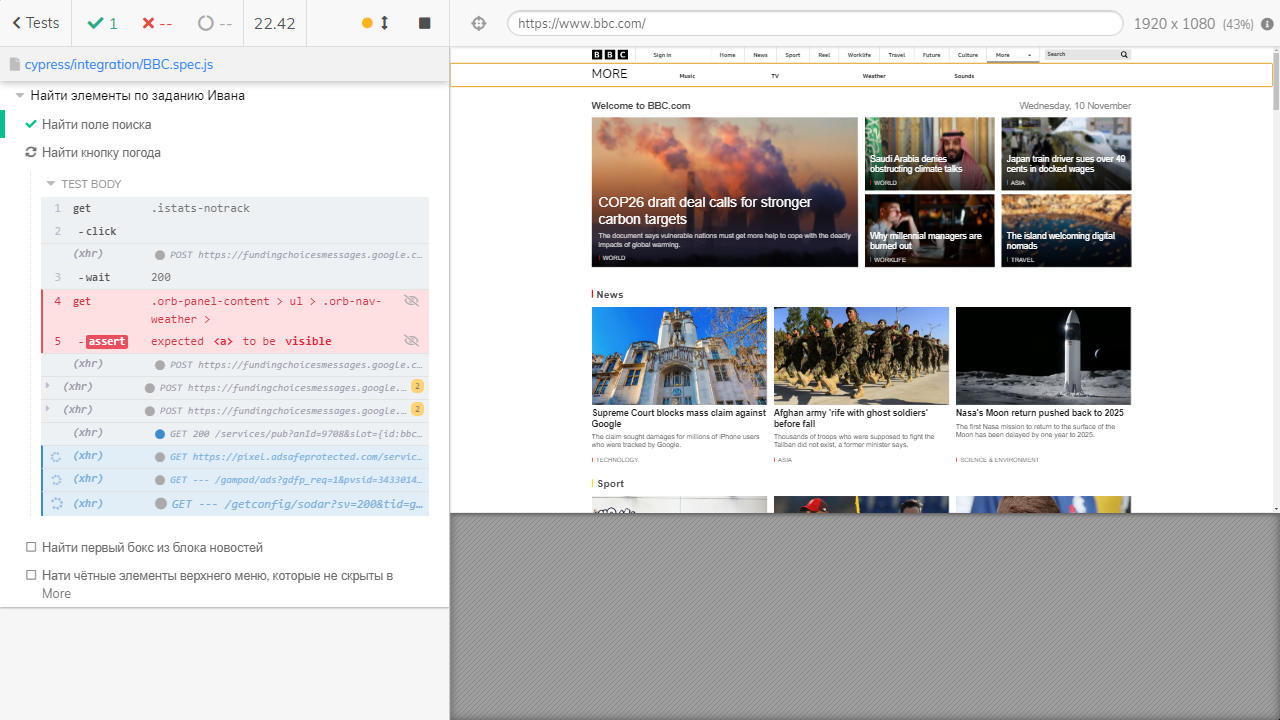 Tests
1
--
--
22.42
https://www.bbc.com/
1920 x 1080 (43%)
cypress/integration/BBC.spec.js
Найти элементы по заданию Ивана
Найти поле поиска
Найти кнопку погода
TEST BODY
1 get .istats-notrack
2 -click
(xhr) POST https://fundingchoicesmessages.google.c...
3 -wait 200
4 get .orb-panel-content > ul > .orb-nav-
weather >
5 -assert expected <a> to be visible
(xhr) POST https://fundingchoicesmessages.google.c...
(xhr) POST https://fundingchoicesmessages.google.... 2
(xhr) POST https://fundingchoicesmessages.google.... 2
(xhr) GET 200 /services/pub?anId=9788&slot={id:bbc...
(xhr) GET https://pixel.adsafeprotected.com/servic...
(xhr) GET --- /gampad/ads?gdfp_req=1&pvsid=3433014...
(xhr) GET --- /getconfig/sodar?sv=200&tid=g...
Найти первый бокс из блока новостей
Нати чётные элементы верхнего меню, которые не скрыты в
More
BBC
Sign in
Home
News
Sport
Reel
Worklife
Travel
Future
Culture
More
Search
MORE
Music
TV
Weather
Sounds
Welcome to BBC.com
Wednesday, 10 November
COP26 draft deal calls for stronger
carbon targets
The document says vulnerable nations must get more help to cope with the deadly
impacts of global warming.
WORLD
Saudi Arabia denies
obstructing climate talks
WORLD
Japan train driver sues over 49
cents in docked wages
ASIA
Why millennial managers are
burned out
WORKLIFE
The island welcoming digital
nomads
TRAVEL
News
Supreme Court blocks mass claim against
Google
The claim sought damages for millions of iPhone users
who were tracked by Google.
TECHNOLOGY
Afghan army 'rife with ghost soldiers'
before fall
Thousands of troops who were supposed to fight the
Taliban did not exist, a former minister says.
ASIA
Nasa's Moon return pushed back to 2025
The first Nasa mission to return to the surface of the
Moon has been delayed by one year to 2025.
SCIENCE & ENVIRONMENT
Sport